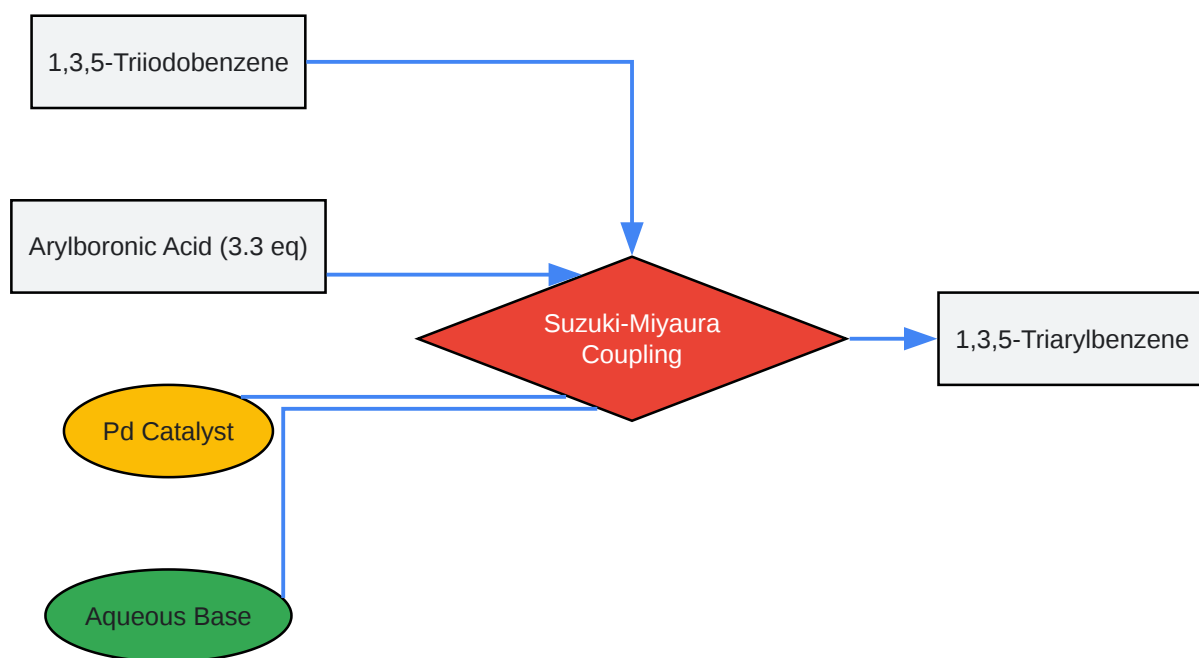 1,3,5-Triiodobenzene
Arylboronic Acid (3.3 eq)
Suzuki-Miyaura
Coupling
1,3,5-Triarylbenzene
Pd Catalyst
Aqueous Base